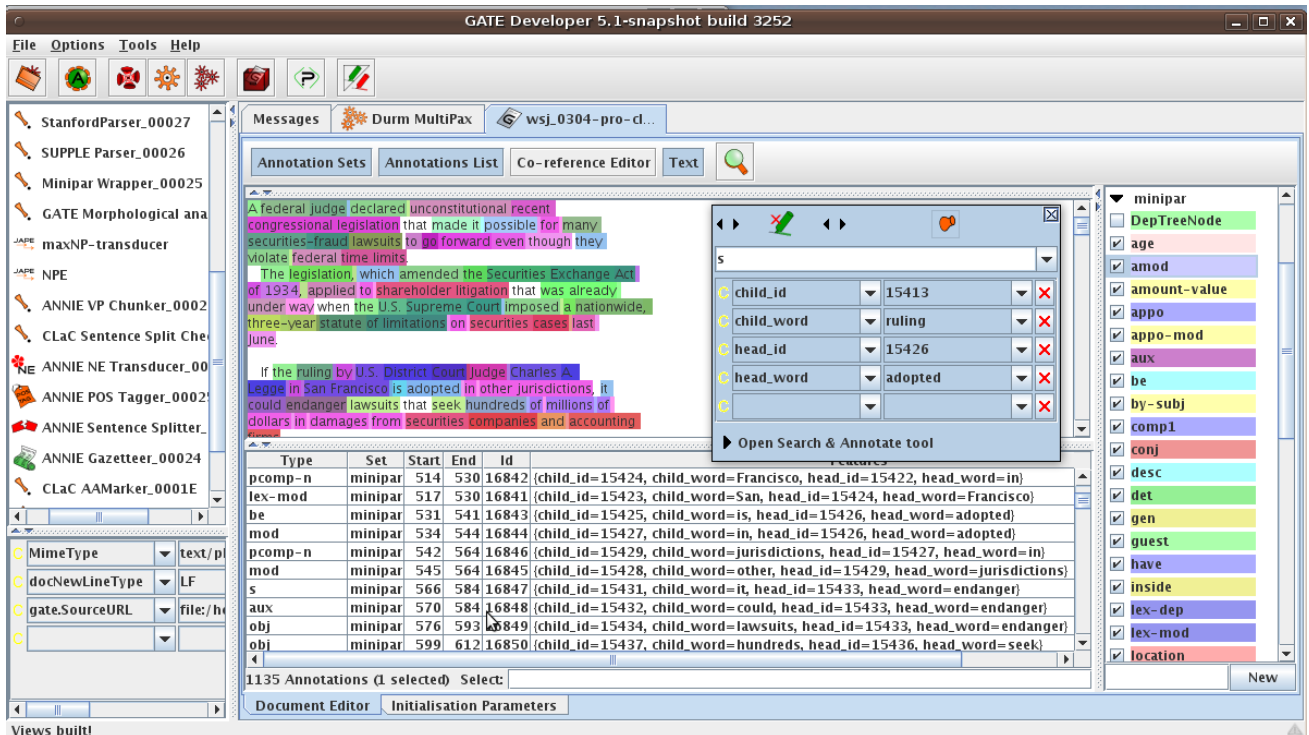 GATE Developer 5.1-snapshot build 3252
File Options Tools Help
StanfordParser_00027
SUPPLE Parser_00026
Minipar Wrapper_00025
GATE Morphological ana
JAPE maxNP-transducer
JAPE NPE
ANNIE VP Chunker_0002
CLaC Sentence Split Che
NE ANNIE NE Transducer_00
ANNIE POS Tagger_0002
ANNIE Sentence Splitter_
ANNIE Gazetteer_00024
CLaC AAMarker_0001E
C MimeType text/pl
C docNewLineType LF
C gate.SourceURL file:/ho
C
Messages Durm MultiPax wsj_0304-pro-cl...
Annotation Sets Annotations List Co-reference Editor Text
A federal judge declared unconstitutional recent
congressional legislation that made it possible for many
securities-fraud lawsuits to go forward even though they
violate federal time limits.
The legislation, which amended the Securities Exchange Act
of 1934, applied to shareholder litigation that was already
under way when the U.S. Supreme Court imposed a nationwide,
three-year statute of limitations on securities cases last
June.
If the ruling by U.S. District Court Judge Charles A.
Legge in San Francisco is adopted in other jurisdictions, it
could endanger lawsuits that seek hundreds of millions of
dollars in damages from securities companies and accounting
firms.
s
C child_id 15413
C child_word ruling
C head_id 15426
C head_word adopted
C
Open Search & Annotate tool
Type Set Start End Id Features
pcomp-n minipar 514 530 16842 {child_id=15424, child_word=Francisco, head_id=15422, head_word=in}
lex-mod minipar 517 530 16841 {child_id=15423, child_word=San, head_id=15424, head_word=Francisco}
be minipar 531 541 16843 {child_id=15425, child_word=is, head_id=15426, head_word=adopted}
mod minipar 534 544 16844 {child_id=15427, child_word=in, head_id=15426, head_word=adopted}
pcomp-n minipar 542 564 16846 {child_id=15429, child_word=jurisdictions, head_id=15427, head_word=in}
mod minipar 545 564 16845 {child_id=15428, child_word=other, head_id=15429, head_word=jurisdictions}
s minipar 566 584 16847 {child_id=15431, child_word=it, head_id=15433, head_word=endanger}
aux minipar 570 584 16848 {child_id=15432, child_word=could, head_id=15433, head_word=endanger}
obj minipar 576 593 16849 {child_id=15434, child_word=lawsuits, head_id=15433, head_word=endanger}
obj minipar 599 612 16850 {child_id=15437, child_word=hundreds, head_id=15436, head_word=seek}
1135 Annotations (1 selected) Select:
Document Editor Initialisation Parameters
minipar
DepTreeNode
age
amod
amount-value
appo
appo-mod
aux
be
by-subj
comp1
conj
desc
det
gen
guest
have
inside
lex-dep
lex-mod
location
New
Views built!